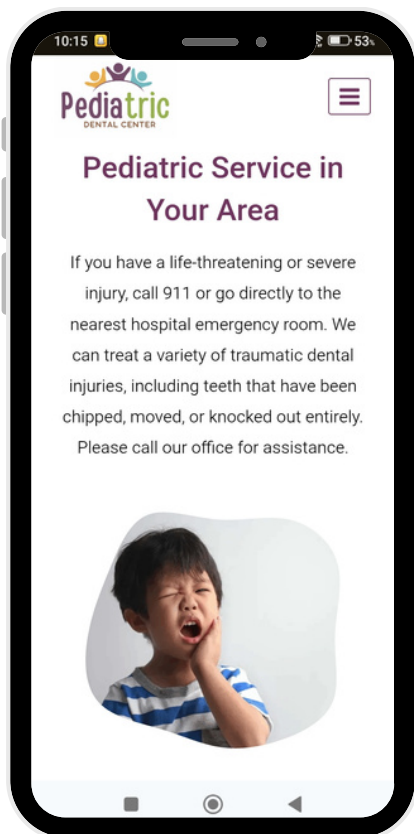 10:15
53%
Pediatric
DENTAL CENTER
Pediatric Service in
Your Area
If you have a life-threatening or severe
injury, call 911 or go directly to the
nearest hospital emergency room. We
can treat a variety of traumatic dental
injuries, including teeth that have been
chipped, moved, or knocked out entirely.
Please call our office for assistance.